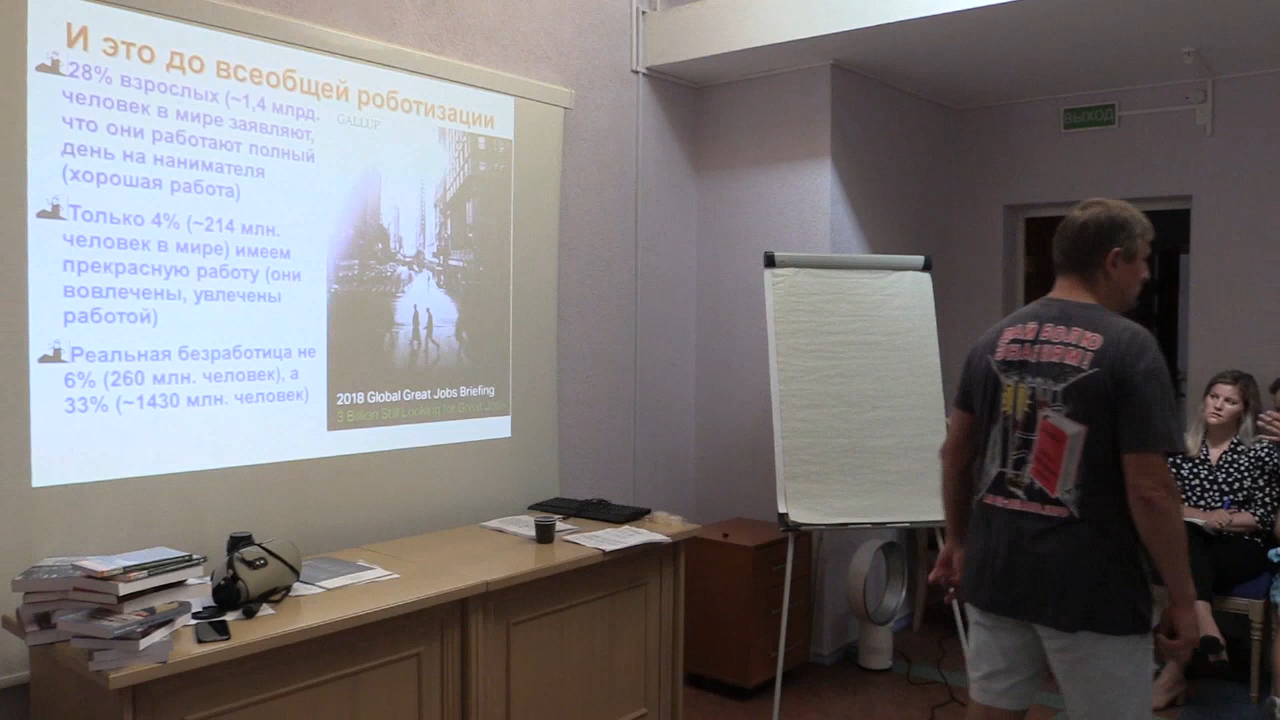 И это до всеобщей роботизации
28% взрослых (~1,4 млрд.
человек в мире заявляют,
что они работают полный
день на нанимателя
(хорошая работа)
Только 4% (~214 млн.
человек в мире) имеем
прекрасную работу (они
вовлечены, увлечены
работой)
Реальная безработица не
6% (260 млн. человек), а
33% (~1430 млн. человек)
GALLUP
2018 Global Great Jobs Briefing
3 Billion Still Looking for Great Jobs
ВЫХОД